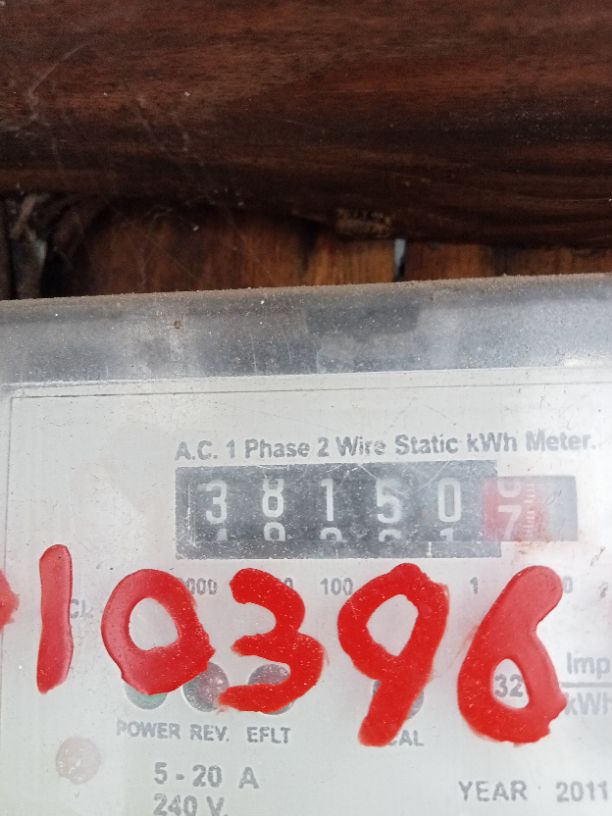 A.C. 1 Phase 2 Wire Static kWh Meter.
3 8 1 5 0 7
100 1
10396
Imp
32
kWh
POWER REV. EFLT CAL
5 - 20 A
240 V.
YEAR 2011